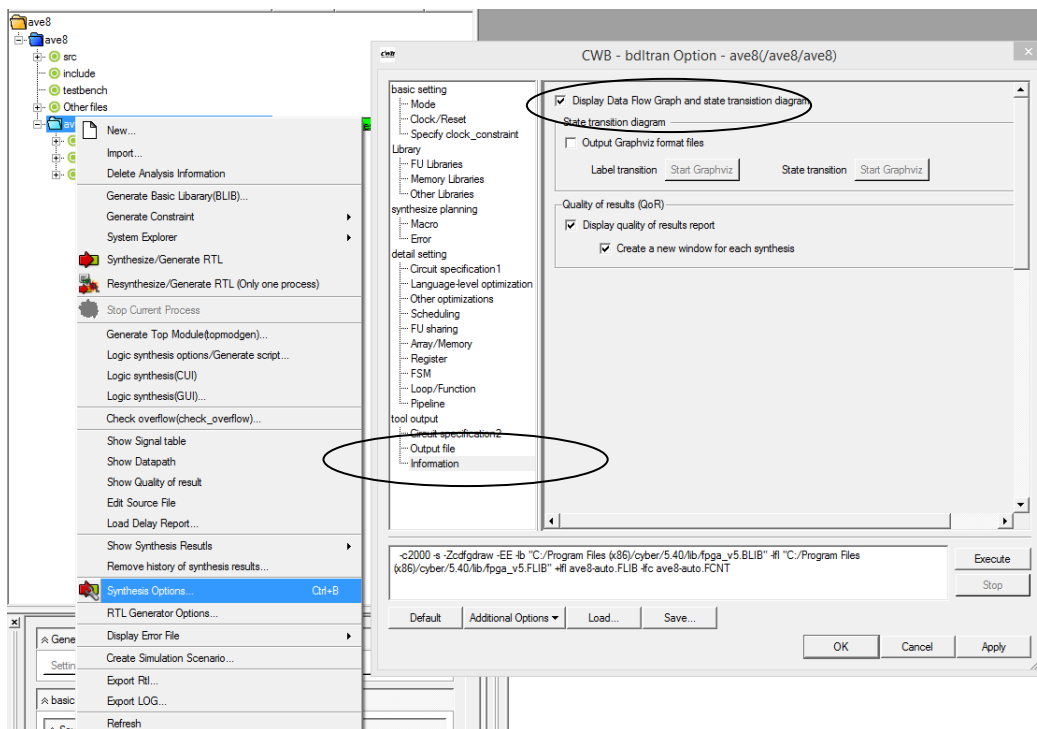 ave8
ave8
src
include
testbench
Other files
New...
Import...
Delete Analysis Information
Generate Basic Libarary(BLIB)...
Generate Constraint
System Explorer
Synthesize/Generate RTL
Resynthesize/Generate RTL (Only one process)
Stop Current Process
Generate Top Module(topmodgen)...
Logic synthesis options/Generate script...
Logic synthesis(CUI)
Logic synthesis(GUI)...
Check overflow(check_overflow)...
Show Signal table
Show Datapath
Show Quality of result
Edit Source File
Load Delay Report...
Show Synthesis Resutls
Remove history of synthesis results...
Synthesis Options... Ctrl+B
RTL Generator Options...
Display Error File
Create Simulation Scenario...
Export Rtl...
Export LOG...
Refresh
Gene
Settin
basic
CWB - bdltran Option - ave8(/ave8/ave8)
basic setting
Mode
Clock/Reset
Specify clock_constraint
Library
FU Libraries
Memory Libraries
Other Libraries
synthesize planning
Macro
Error
detail setting
Circuit specification1
Language-level optimization
Other optimizations
Scheduling
FU sharing
Array/Memory
Register
FSM
Loop/Function
Pipeline
tool output
Circuit specification2
Output file
Information
Display Data Flow Graph and state transistion diagram
State transition diagram
Output Graphviz format files
Label transition Start Graphviz State transition Start Graphviz
Quality of results (QoR)
Display quality of results report
Create a new window for each synthesis
-c2000 -s -Zcdfgdraw -EE -lb "C:/Program Files (x86)/cyber/5.40/lib/fpga_v5.BLIB" -lfl "C:/Program Files
(x86)/cyber/5.40/lib/fpga_v5.FLIB" +lfl ave8-auto.FLIB -lfc ave8-auto.FCNT
Execute
Stop
Default Additional Options Load... Save...
OK Cancel Apply